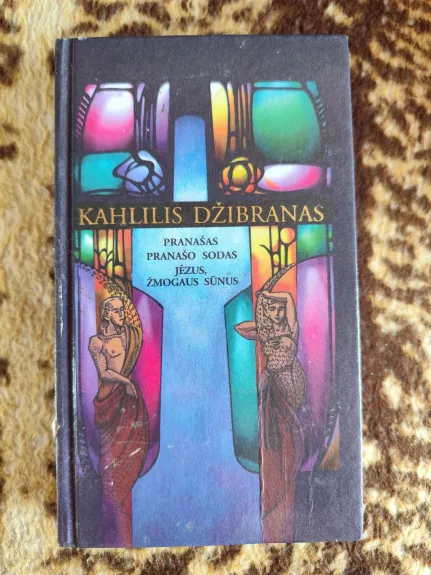 KAHLILIS DŽIBRANAS
PRANAŠAS
PRANAŠO SODAS
JĖZUS,
ŽMOGAUS SŪNUS